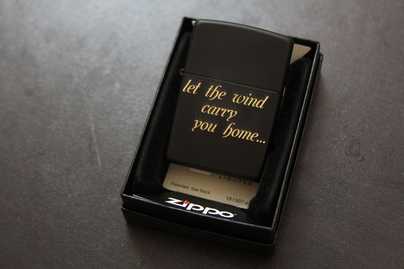 let the wind
carry
you home...
zippo